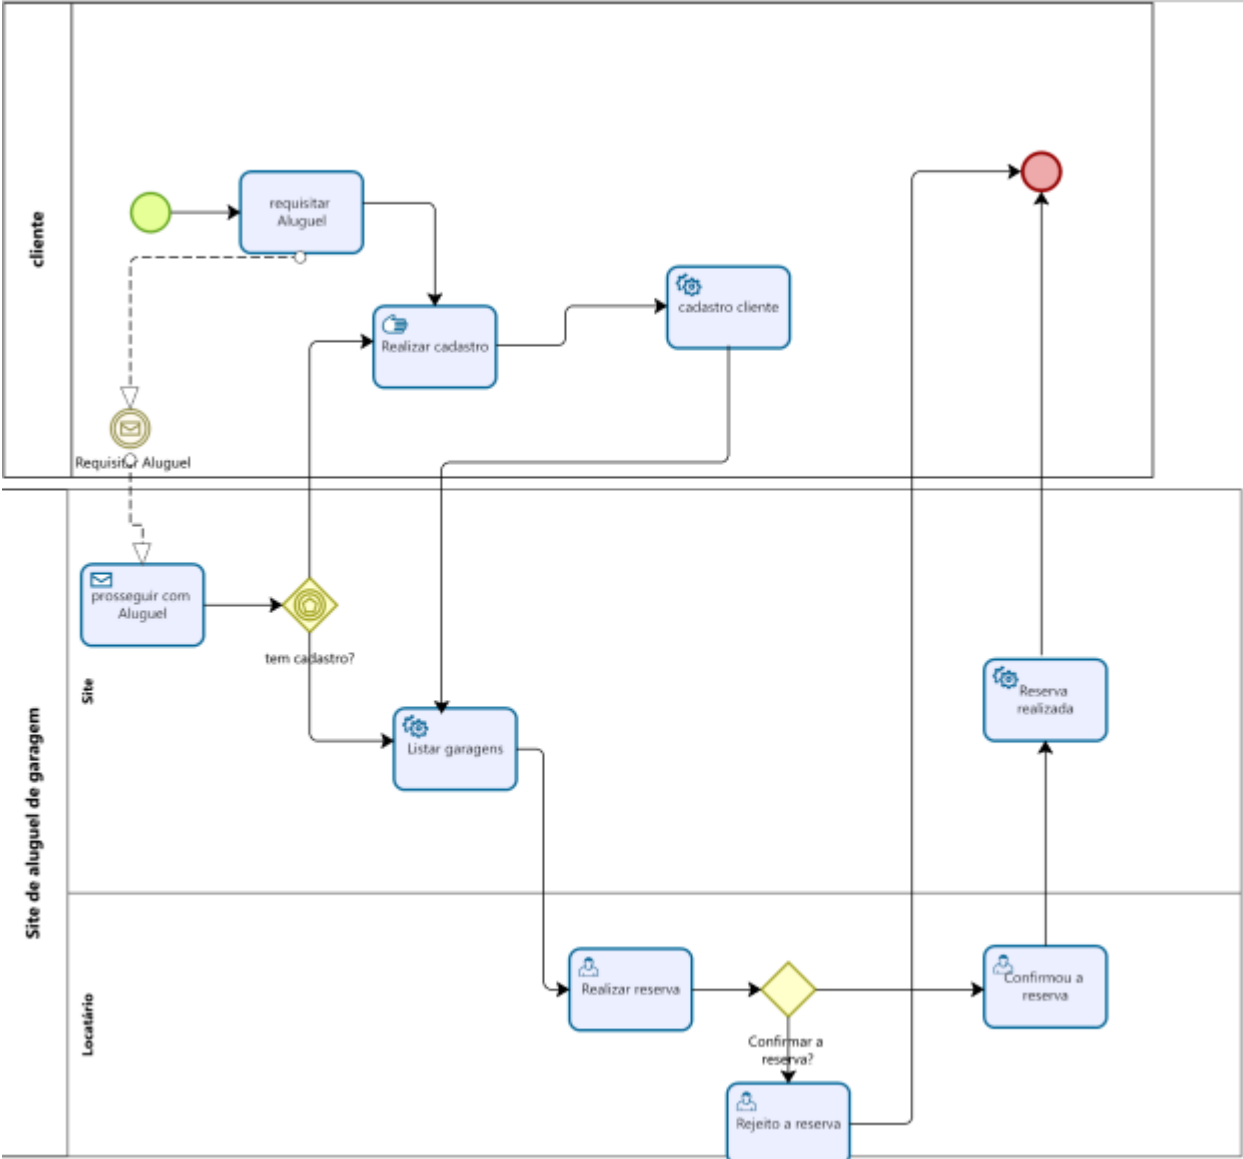 cliente
requisitar
Aluguel
cadastro cliente
Realizar cadastro
Requisitar Aluguel
Site de aluguel de garagem
Site
prosseguir com
Aluguel
tem cadastro?
Listar garagens
Reserva
realizada
Locatário
Realizar reserva
Confirmar a
reserva?
Confirmou a
reserva
Rejeito a reserva